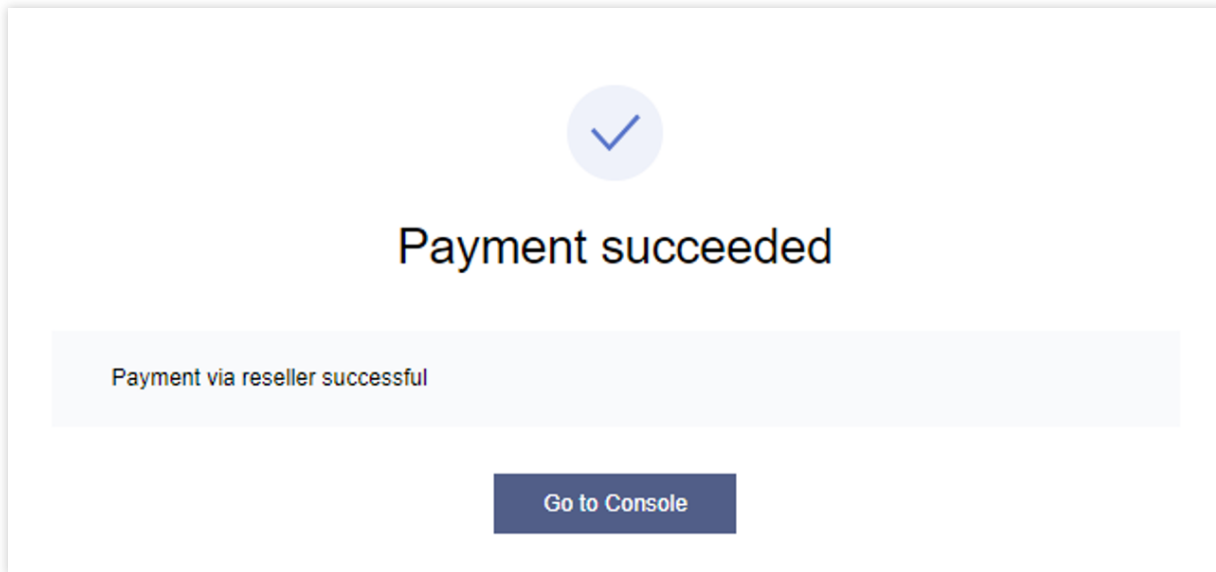 Payment succeeded
Payment via reseller successful
Go to Console